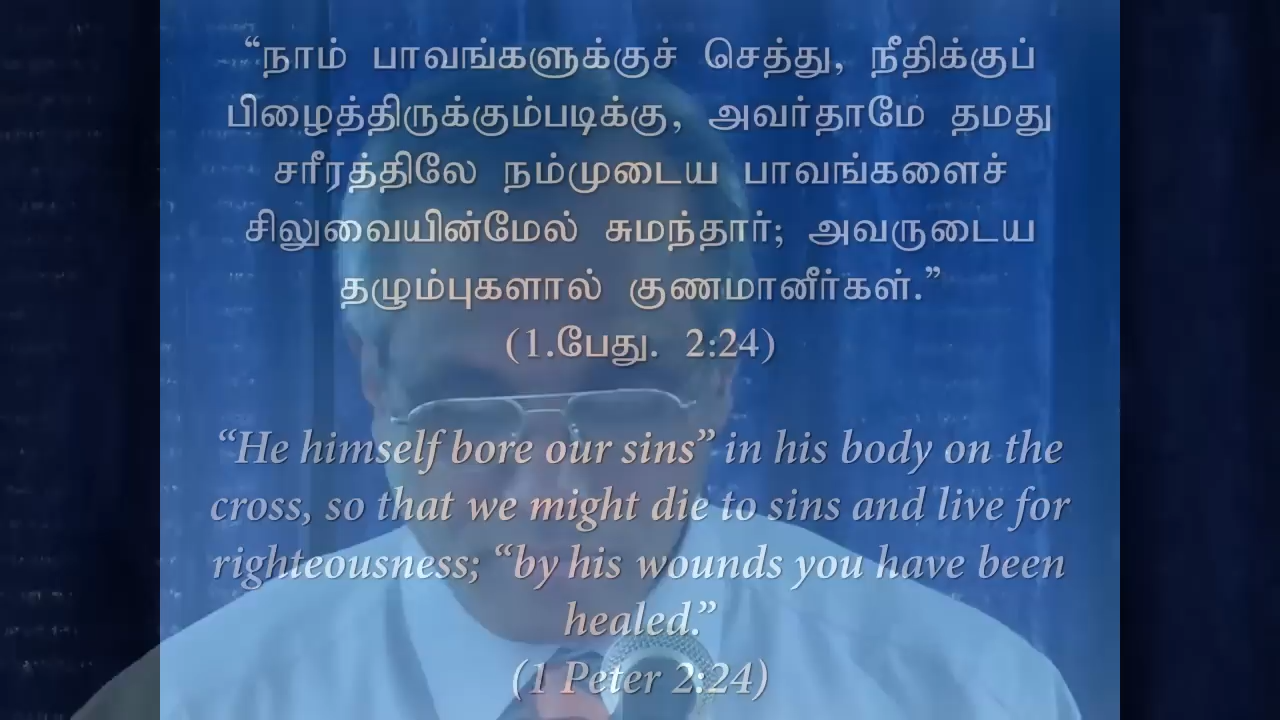 “நாம் பாவங்களுக்குச் செத்து, நீதிக்குப்
பிழைத்திருக்கும்படிக்கு, அவர்தாமே தமது
சரீரத்திலே நம்முடைய பாவங்களைச்
சிலுவையின்மேல் சுமந்தார்; அவருடைய
தழும்புகளால் குணமானீர்கள்.”
(1.பேது. 2:24)
“He himself bore our sins” in his body on the
cross, so that we might die to sins and live for
righteousness; “by his wounds you have been
healed.”
(1 Peter 2:24)